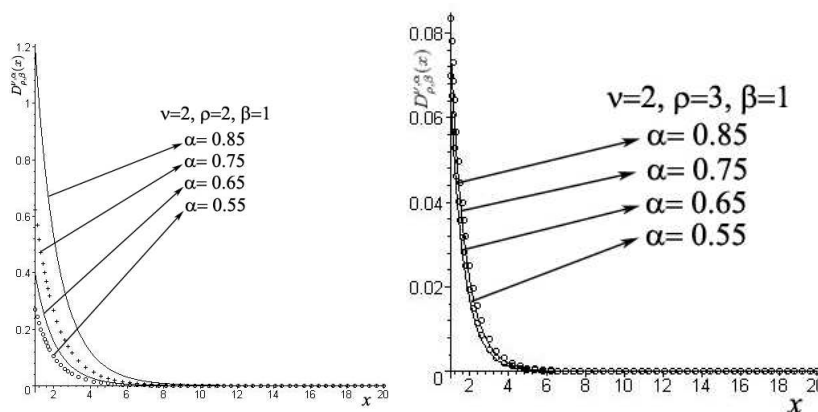 1.2
1
0.8
0.6
0.4
0.2
0
D^{ν,α}_{ρ,β}(x)
ν=2, ρ=2, β=1
α= 0.85
α= 0.75
α= 0.65
α= 0.55
2 4 6 8 10 12 14 16 18 20
x
0.08
0.06
0.04
0.02
0
D^{ν,α}_{ρ,β}(x)
ν=2, ρ=3, β=1
α= 0.85
α= 0.75
α= 0.65
α= 0.55
2 4 6 8 10 12 14 16 18 20
x